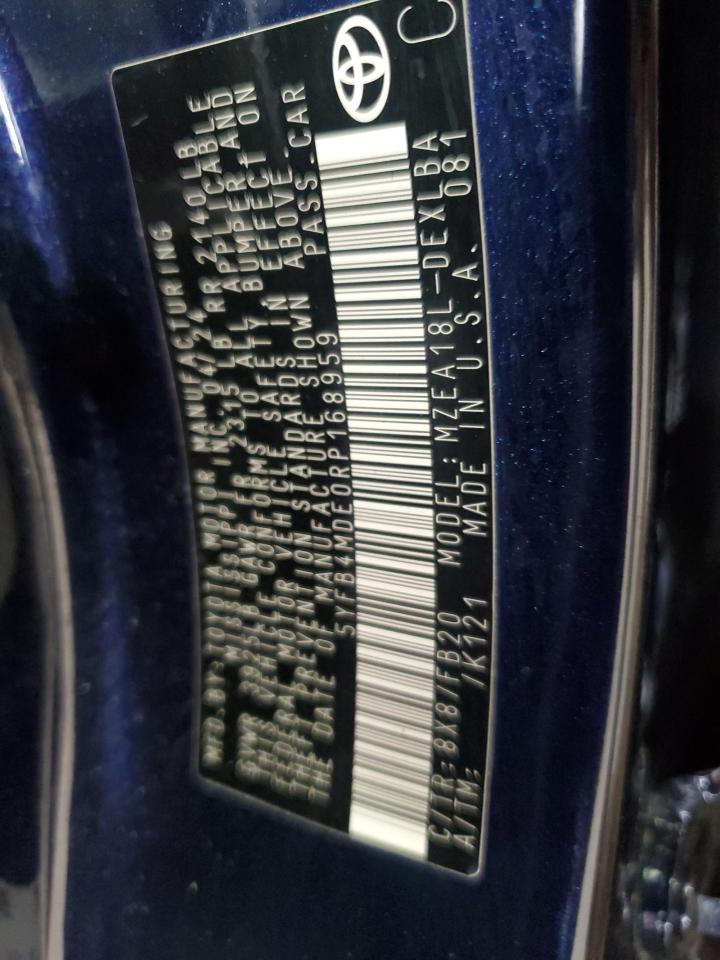 MFD.BY: TOYOTA MOTOR MANUFACTURING
MISSISSIPPI, INC. 04/24
GVWR 3925LB GAWR FR 2315 LB RR 2140LB
THIS VEHICLE CONFORMS TO ALL APPLICABLE
FEDERAL MOTOR VEHICLE SAFETY BUMPER AND
THEFT PREVENTION STANDARDS IN EFFECT ON
THE DATE OF MANUFACTURE SHOWN ABOVE.
5YFB4MDE0RP168959 PASS.CAR
C/TR: 8X8/FB20 MODEL: MZEA18L-DEXLBA
A/TM: /K121 MADE IN U.S.A. 081
C